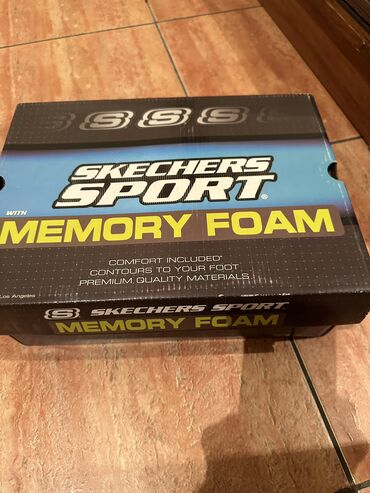 S S S
SKECHERS
SPORT®
WITH
MEMORY FOAM
COMFORT INCLUDED
CONTOURS TO YOUR FOOT
PREMIUM QUALITY MATERIALS
Los Angeles
S SKECHERS SPORT
MEMORY FOAM